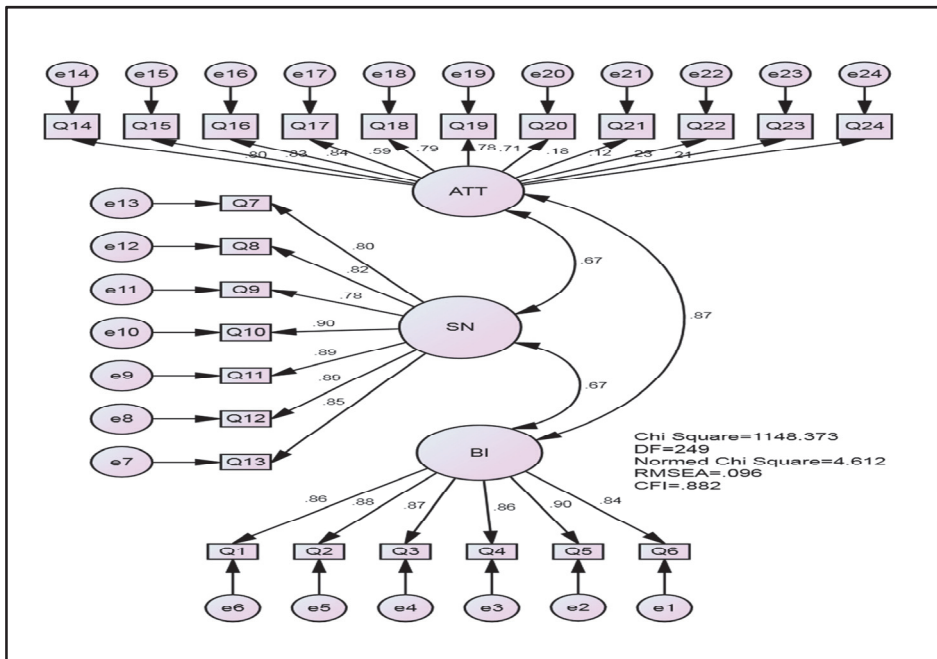 e14 e15 e16 e17 e18 e19 e20 e21 e22 e23 e24
Q14 Q15 Q16 Q17 Q18 Q19 Q20 Q21 Q22 Q23 Q24
.80 .83 .84 .59 .79 .78 .71 .18 .12 .23 .21
ATT
e13 Q7
.80
e12 Q8
.82
.67
e11 Q9
.78
e10 Q10
.90
SN
.87
e9 Q11
.89
e8 Q12
.89
.67
e7 Q13
.85
BI
Chi Square=1148.373
DF=249
Normed Chi Square=4.612
RMSEA=.096
CFI=.882
.86 .88 .87 .86 .90 .84
Q1 Q2 Q3 Q4 Q5 Q6
e6 e5 e4 e3 e2 e1